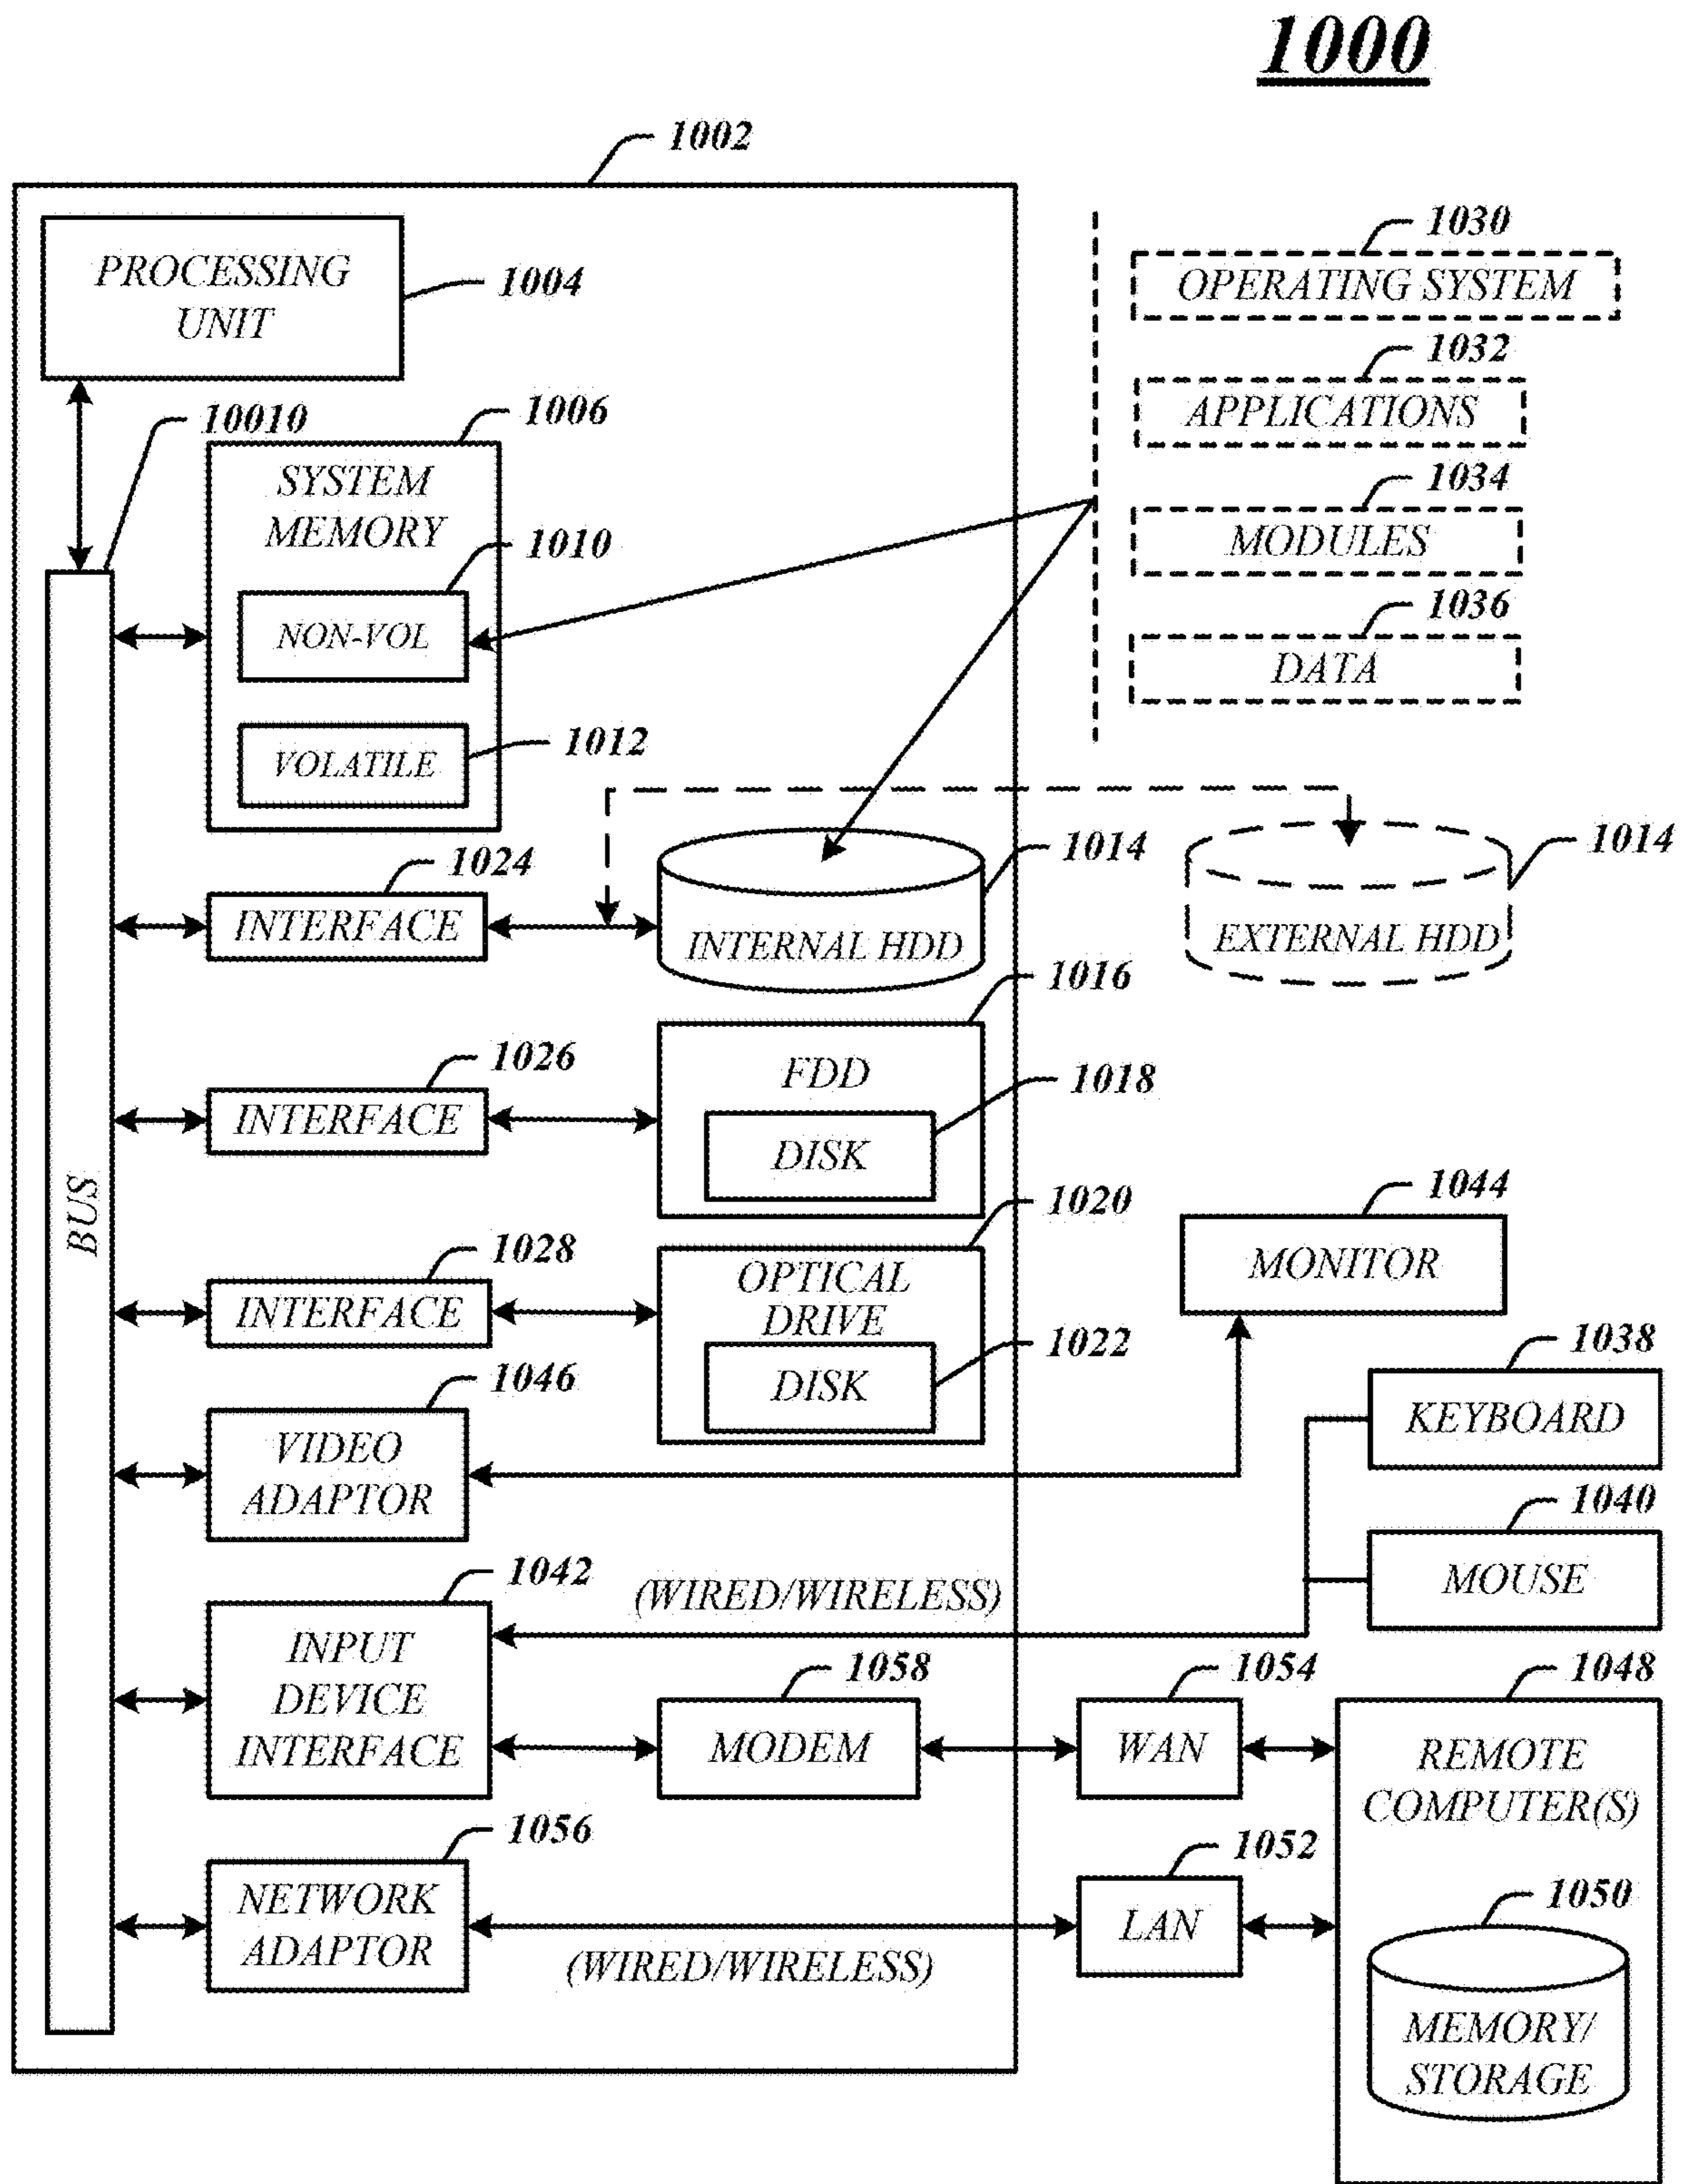 1000
1002
PROCESSING
UNIT
1004
1030
OPERATING SYSTEM
1032
APPLICATIONS
1034
MODULES
1036
DATA
10010
1006
SYSTEM
MEMORY
1010
NON-VOL
1012
VOLATILE
BUS
1024
INTERFACE
1014
INTERNAL HDD
1014
EXTERNAL HDD
1016
FDD
1018
DISK
1026
INTERFACE
1020
OPTICAL
DRIVE
1022
DISK
1028
INTERFACE
1044
MONITOR
1046
VIDEO
ADAPTOR
1038
KEYBOARD
1040
MOUSE
1042
INPUT
DEVICE
INTERFACE
(WIRED/WIRELESS)
1058
MODEM
1054
WAN
1048
REMOTE
COMPUTER(S)
1056
NETWORK
ADAPTOR
(WIRED/WIRELESS)
1052
LAN
1050
MEMORY/
STORAGE